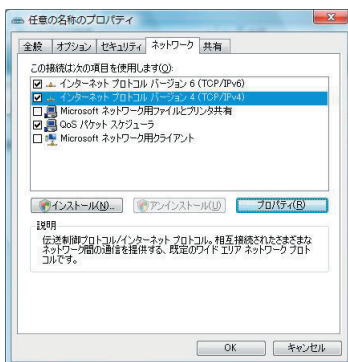 任意の名称のプロパティ
全般 オプション セキュリティ ネットワーク 共有
この接続は次の項目を使用します(O):
インターネット プロトコル バージョン 6 (TCP/IPv6)
インターネット プロトコル バージョン 4 (TCP/IPv4)
Microsoft ネットワーク用ファイルとプリンタ共有
QoS パケット スケジューラ
Microsoft ネットワーク用クライアント
インストール(N)... アンインストール(U) プロパティ(R)
説明
伝送制御プロトコル/インターネット プロトコル。相互接続されたさまざまな
ネットワーク間の通信を提供する、既定のワイド エリア ネットワーク プロト
コルです。
OK キャンセル